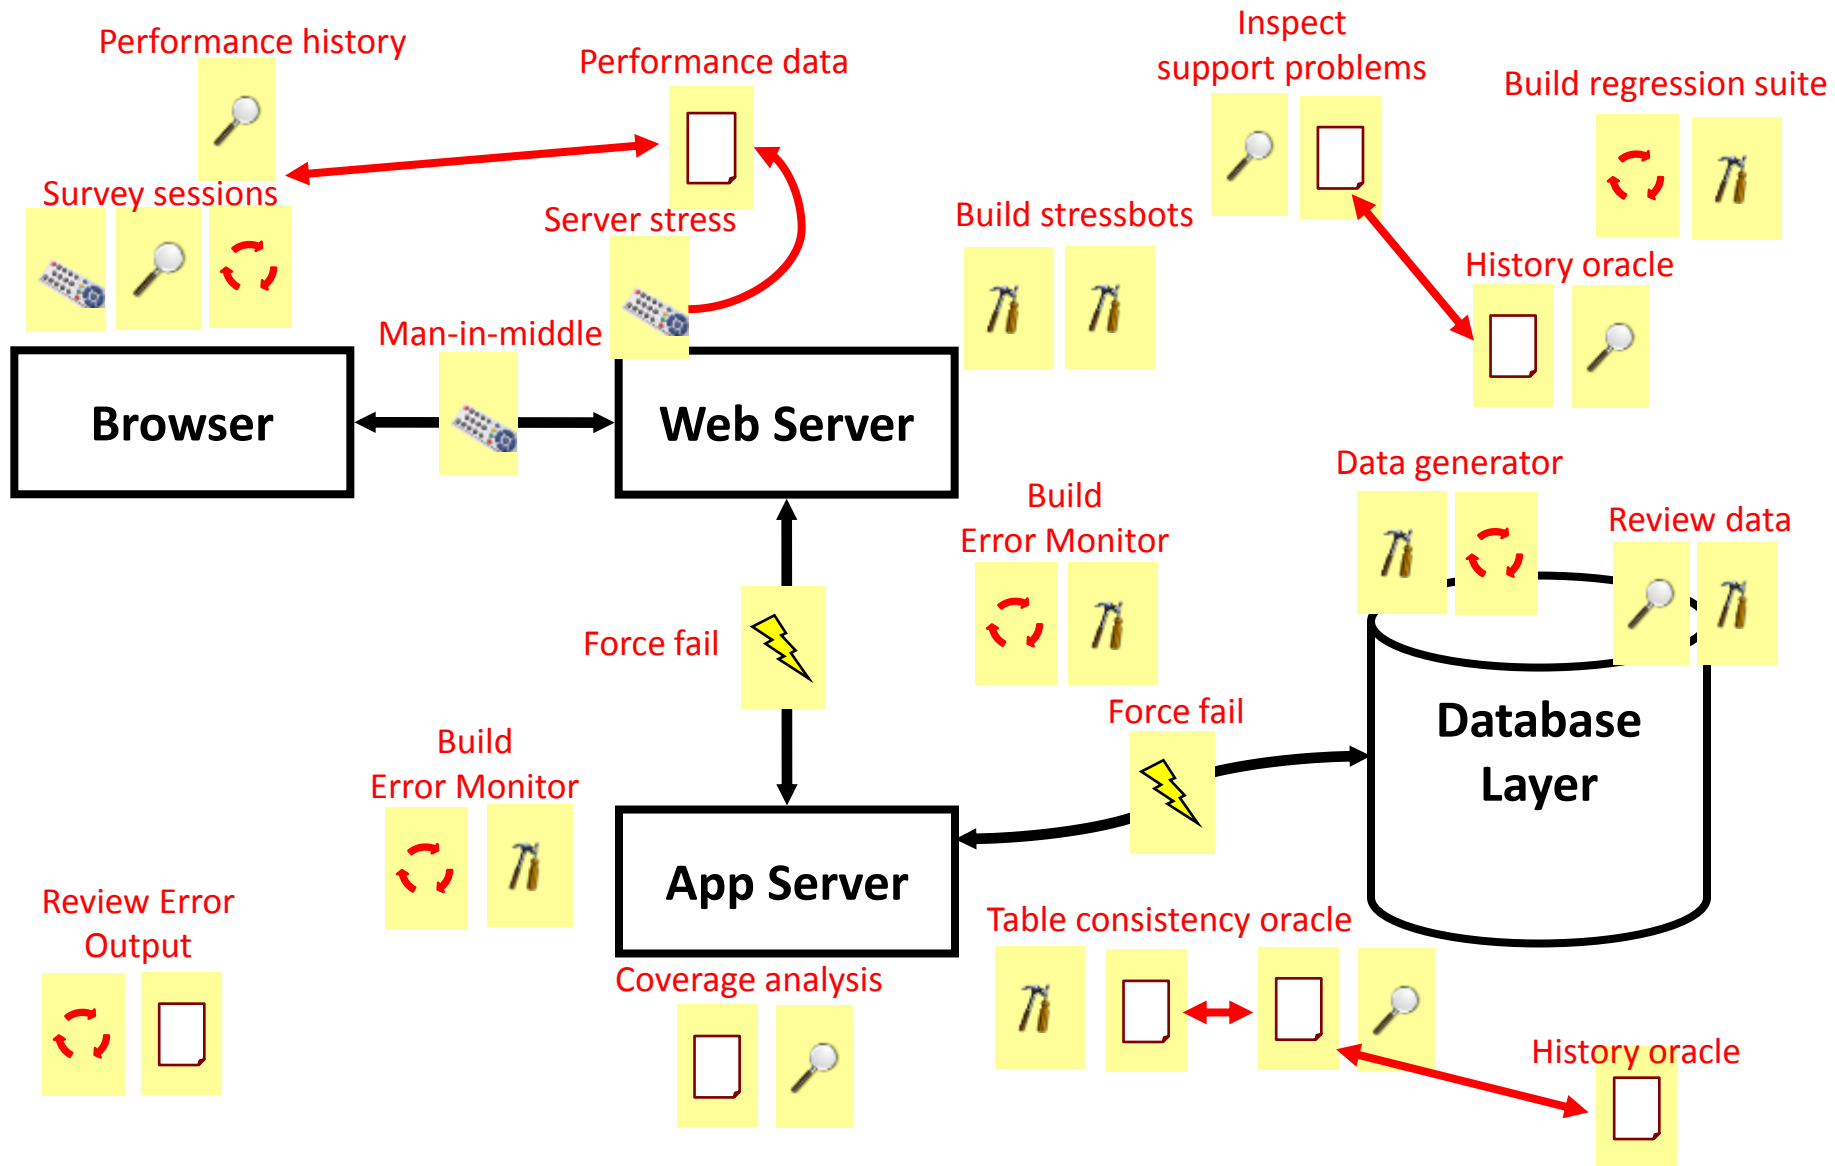 Performance history
Performance data
Inspect
support problems
Build regression suite
Survey sessions
Server stress
Build stressbots
History oracle
Man-in-middle
Browser
Web Server
Data generator
Build
Error Monitor
Review data
Force fail
Force fail
Database
Layer
Build
Error Monitor
App Server
Review Error
Output
Table consistency oracle
Coverage analysis
History oracle